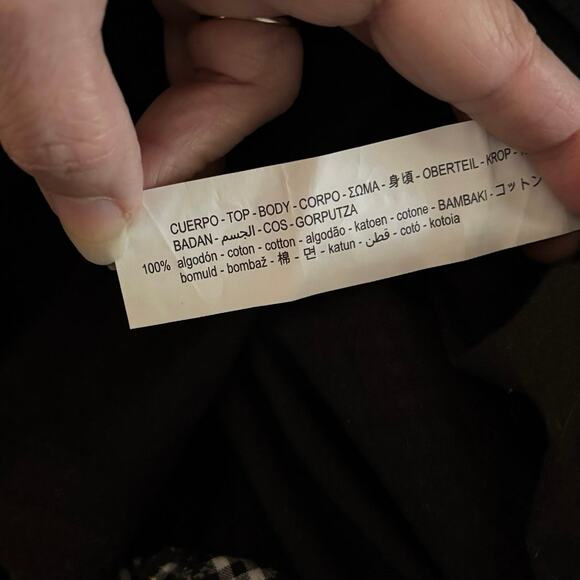 CUERPO - TOP - BODY - CORPO - ΣΩΜΑ - 身頃 - OBERTEIL - KROP -
BADAN - الجسم - COS - GORPUTZA
100% algodón - coton - cotton - algodão - katoen - cotone - BAMBAKI - コットン
bomuld - bombaž - 棉 - 면 - katun - قطن - cotó - kotoia